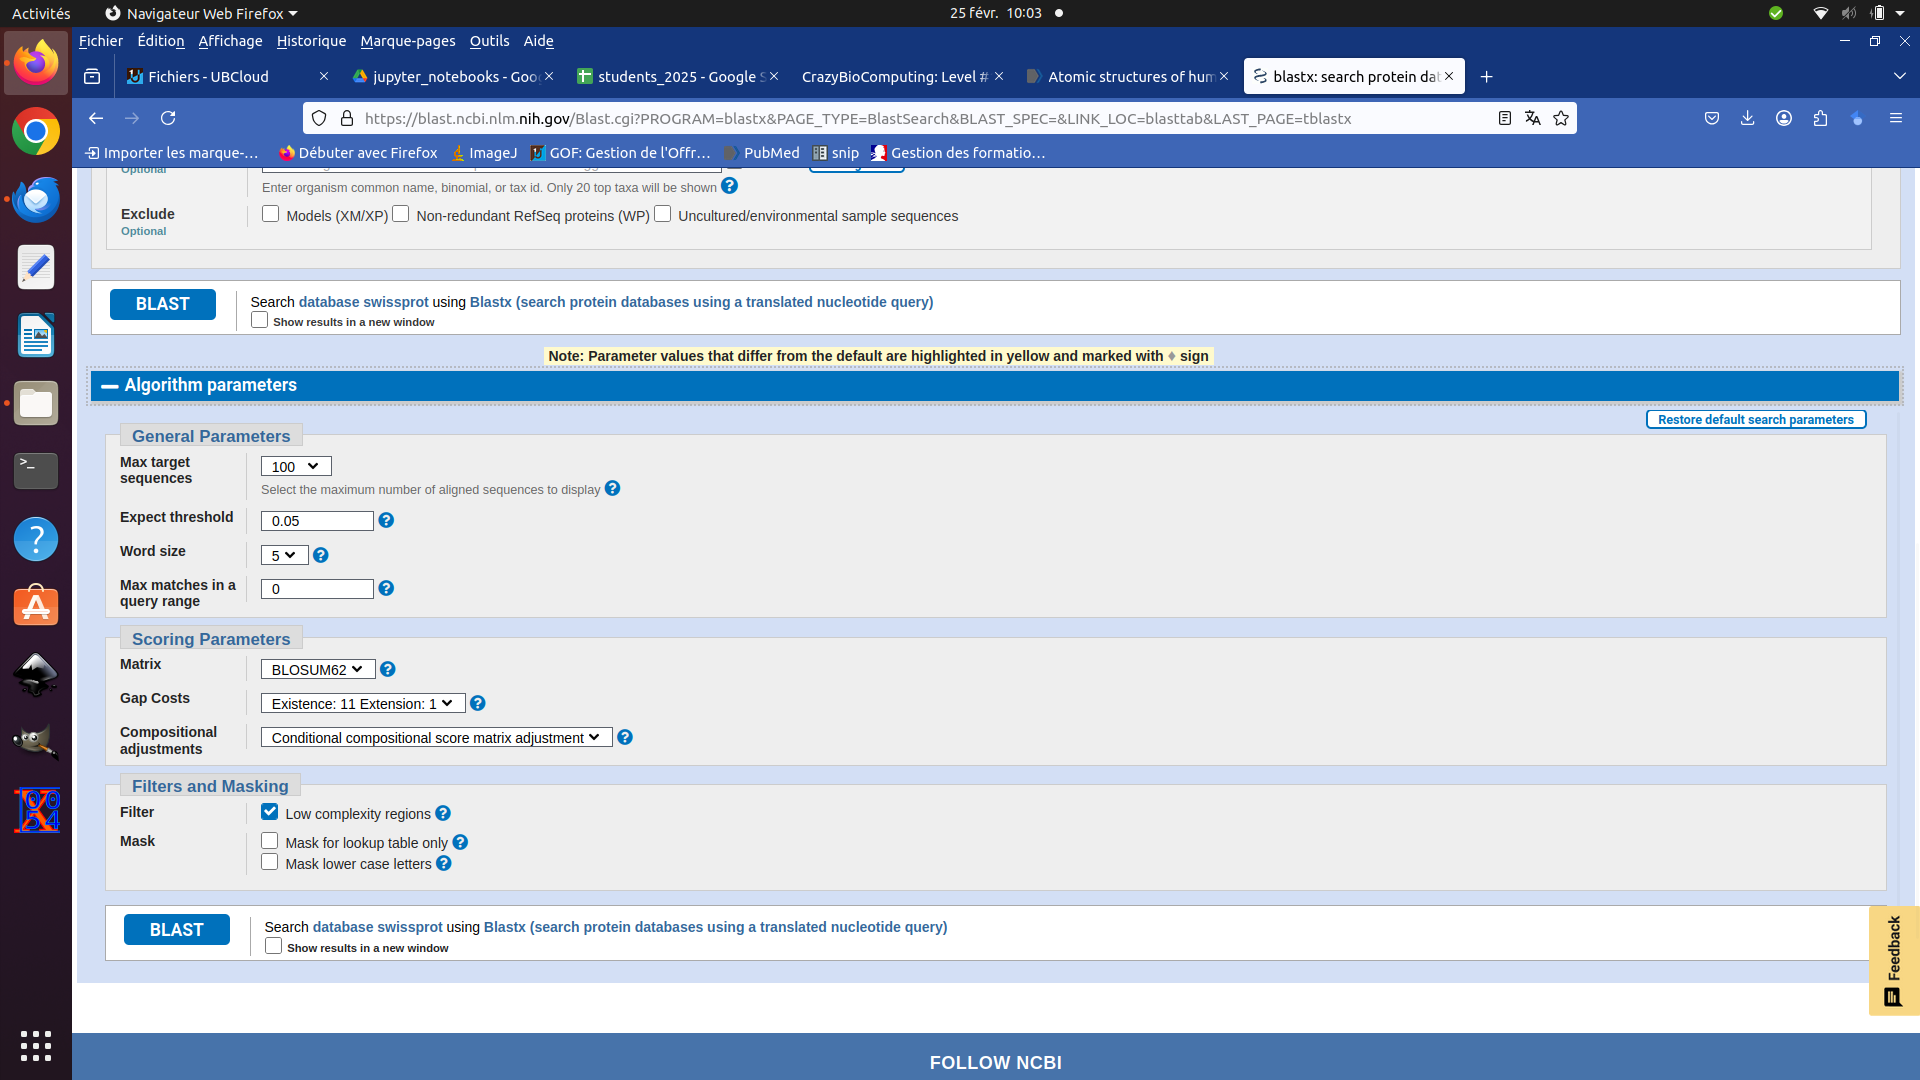 Activités
Navigateur Web Firefox
25 févr. 10:03
Fichier Édition Affichage Historique Marque-pages Outils Aide
Fichiers - UBCloud
jupyter_notebooks - Goo
students_2025 - Google S
CrazyBioComputing: Level #
Atomic structures of hum
blastx: search protein dat
https://blast.ncbi.nlm.nih.gov/Blast.cgi?PROGRAM=blastx&PAGE_TYPE=BlastSearch&BLAST_SPEC=&LINK_LOC=blasttab&LAST_PAGE=tblastx
Importer les marque-… Débuter avec Firefox ImageJ GOF: Gestion de l'Offr… PubMed snip Gestion des formatio…
Optional
Enter organism common name, binomial, or tax id. Only 20 top taxa will be shown ?
Exclude
Optional
Models (XM/XP) Non-redundant RefSeq proteins (WP) Uncultured/environmental sample sequences
BLAST
Search database swissprot using Blastx (search protein databases using a translated nucleotide query)
Show results in a new window
Note: Parameter values that differ from the default are highlighted in yellow and marked with ♦ sign
Algorithm parameters
Restore default search parameters
General Parameters
Max target sequences
100
Select the maximum number of aligned sequences to display ?
Expect threshold
0.05 ?
Word size
5 ?
Max matches in a query range
0 ?
Scoring Parameters
Matrix
BLOSUM62 ?
Gap Costs
Existence: 11 Extension: 1 ?
Compositional adjustments
Conditional compositional score matrix adjustment ?
Filters and Masking
Filter
Low complexity regions ?
Mask
Mask for lookup table only ?
Mask lower case letters ?
BLAST
Search database swissprot using Blastx (search protein databases using a translated nucleotide query)
Show results in a new window
Feedback
FOLLOW NCBI